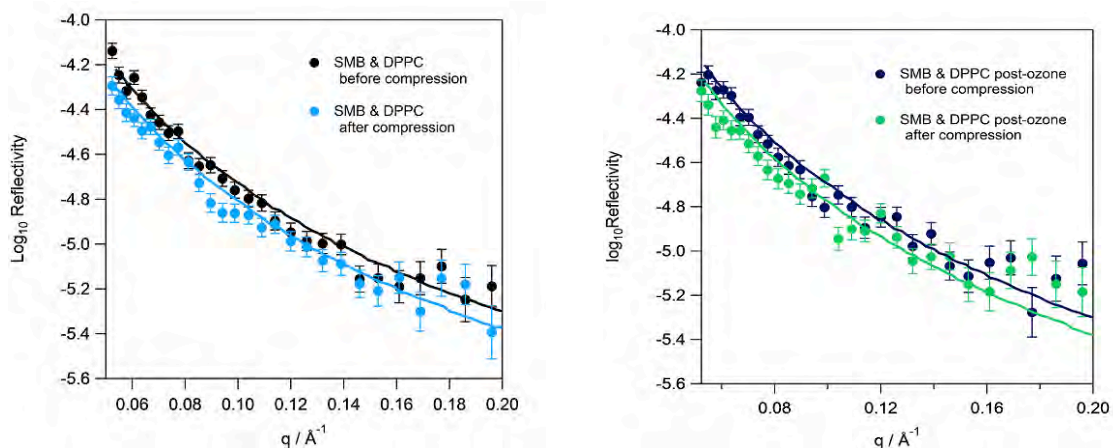 -4.0
-4.2
-4.4
-4.6
-4.8
-5.0
-5.2
-5.4
-5.6
Log10 Reflectivity
SMB & DPPC
before compression
SMB & DPPC
after compression
0.06
0.08
0.10
0.12
0.14
0.16
0.18
0.20
q / Å-1
-4.0
-4.2
-4.4
-4.6
-4.8
-5.0
-5.2
-5.4
-5.6
log10Reflectivity
SMB & DPPC post-ozone
before compression
SMB & DPPC post-ozone
after compression
0.08
0.12
0.16
0.20
q / Å-1